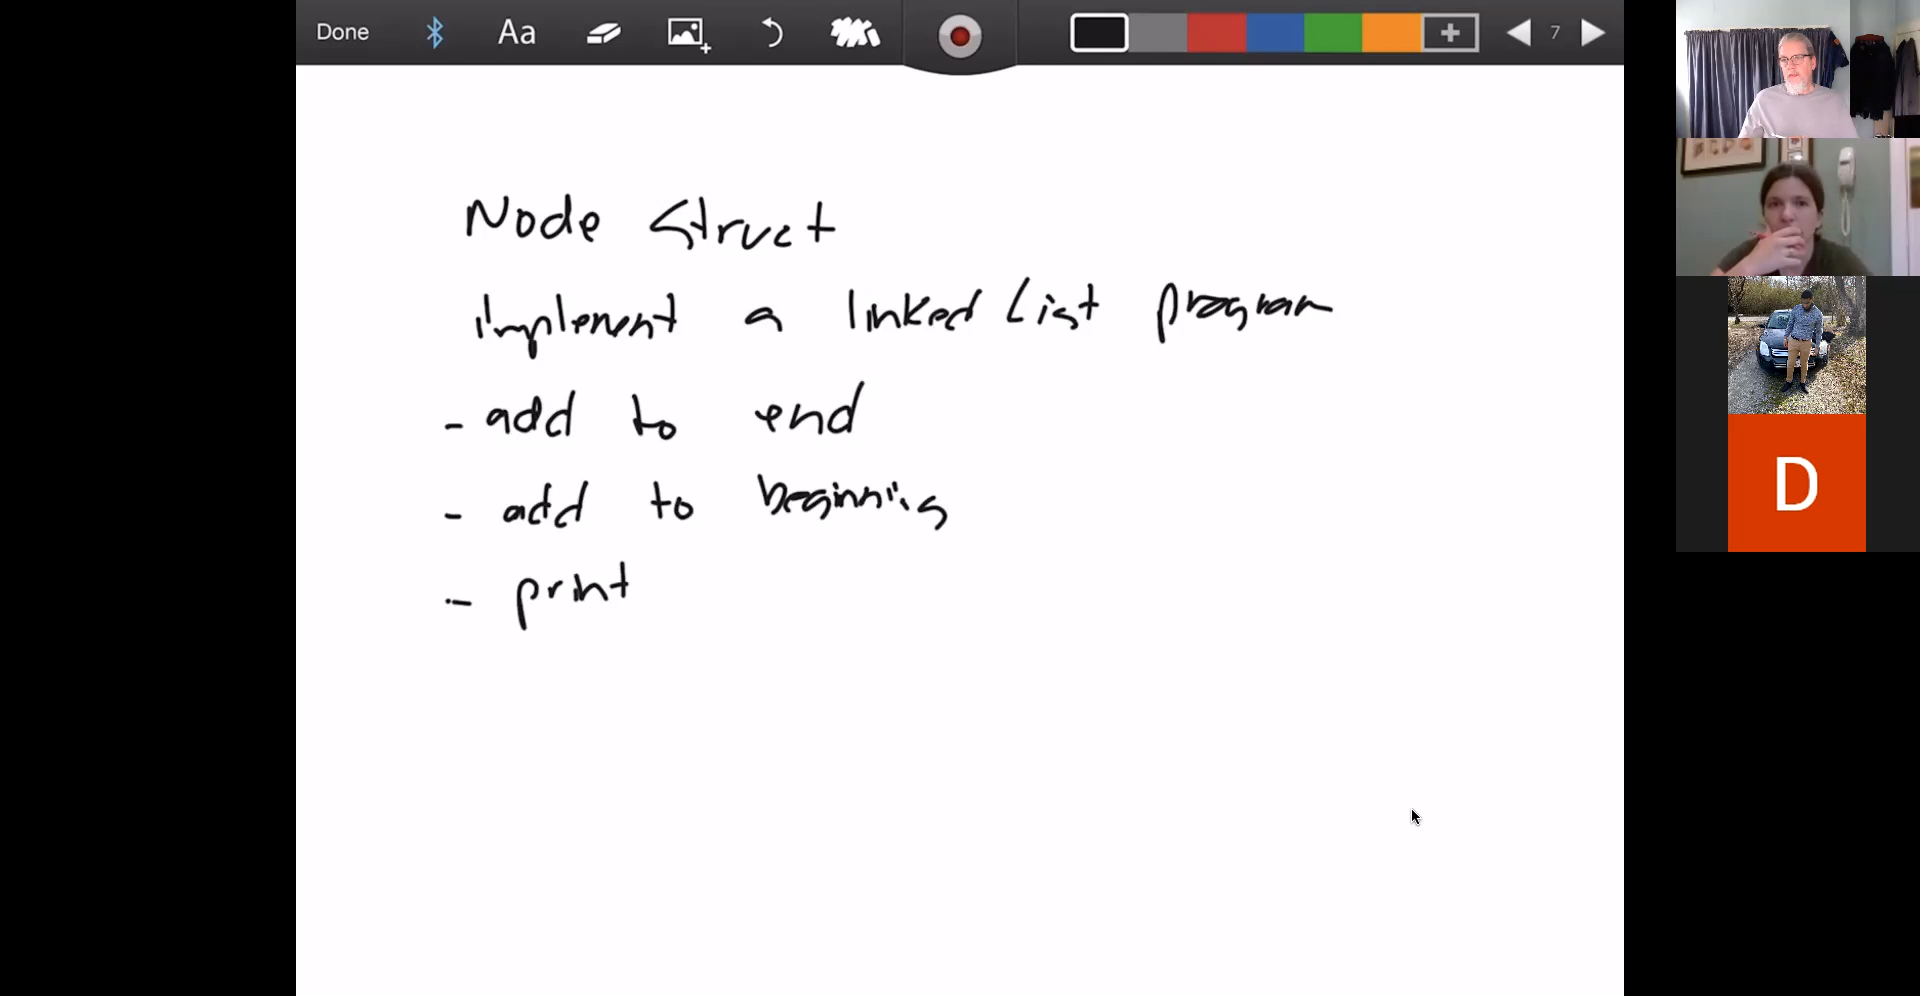 Done Aa 7
Node Struct
implement a linked List program
- add to end
- add to beginning
- print
D